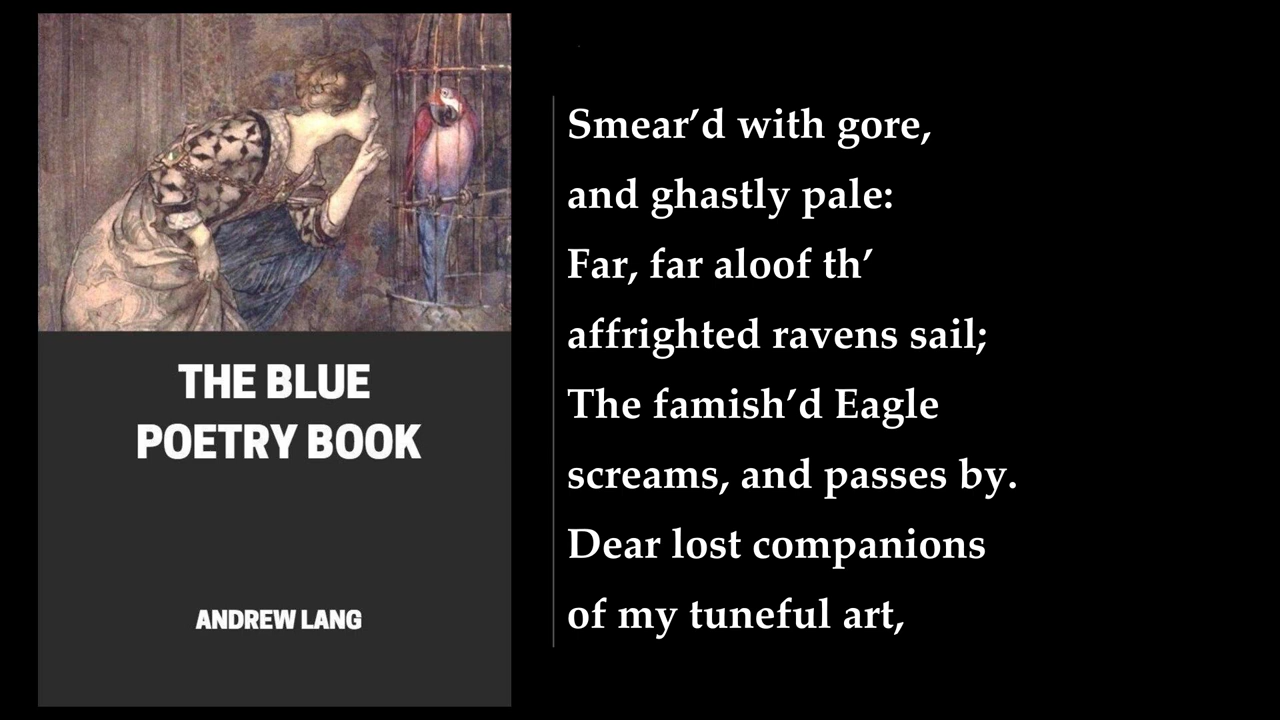 THE BLUE
POETRY BOOK
ANDREW LANG
Smear’d with gore,
and ghastly pale:
Far, far aloof th’
affrighted ravens sail;
The famish’d Eagle
screams, and passes by.
Dear lost companions
of my tuneful art,